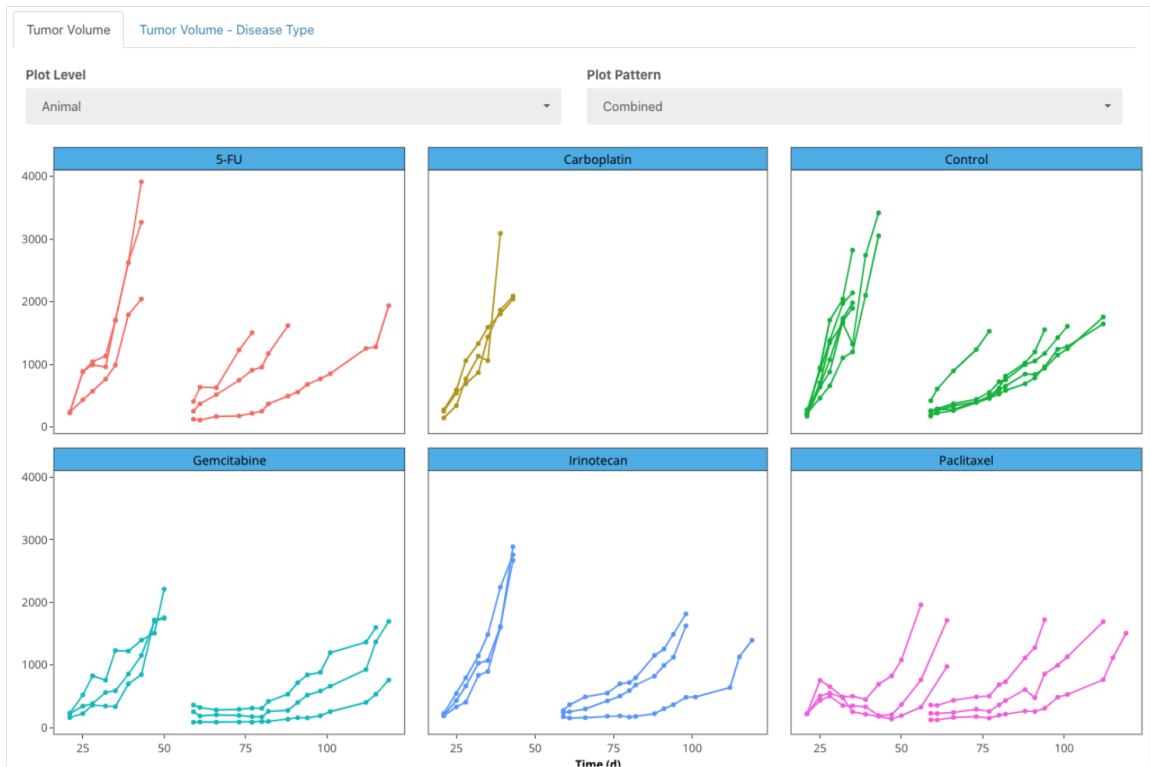 Tumor Volume Tumor Volume - Disease Type
Plot Level Plot Pattern
Animal Combined
5-FU Carboplatin Control
4000
3000
2000
1000
0
Gemcitabine Irinotecan Paclitaxel
4000
3000
2000
1000
0
25 50 75 100 25 50 75 100 25 50 75 100
Time (d)